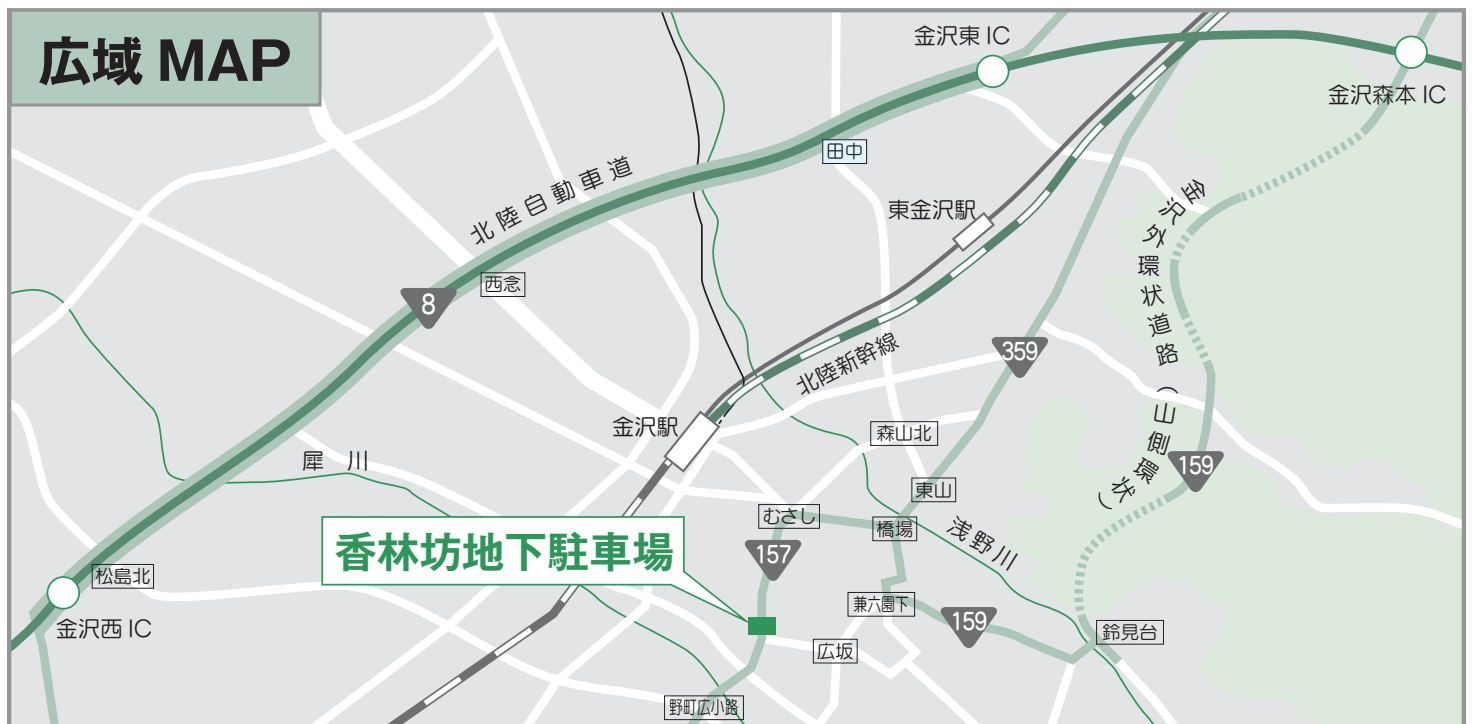 広域 MAP
金沢東 IC
金沢森本 IC
田中
北陸自動車道
東金沢駅
金沢外環状道路（山側環状）
西念
8
359
北陸新幹線
金沢駅
森山北
犀 川
159
東山
むさし
橋場
浅野川
香林坊地下駐車場
157
松島北
兼六園下
159
金沢西 IC
鈴見台
広坂
野町広小路